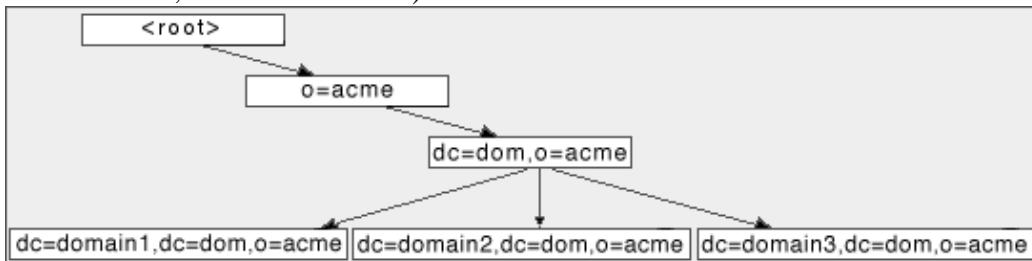 <root>
o=acme
dc=dom,o=acme
dc=domain1,dc=dom,o=acme
dc=domain2,dc=dom,o=acme
dc=domain3,dc=dom,o=acme